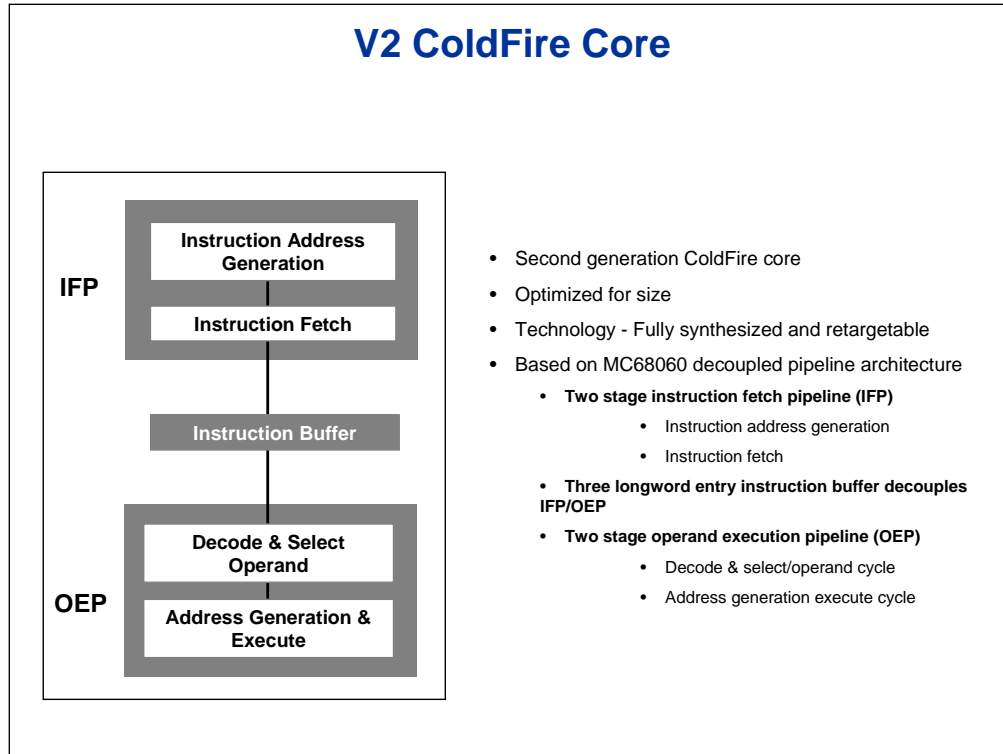 V2 ColdFire Core
IFP
Instruction Address
Generation
Instruction Fetch
Instruction Buffer
OEP
Decode & Select
Operand
Address Generation &
Execute
• Second generation ColdFire core
• Optimized for size
• Technology - Fully synthesized and retargetable
• Based on MC68060 decoupled pipeline architecture
• Two stage instruction fetch pipeline (IFP)
• Instruction address generation
• Instruction fetch
• Three longword entry instruction buffer decouples
IFP/OEP
• Two stage operand execution pipeline (OEP)
• Decode & select/operand cycle
• Address generation execute cycle